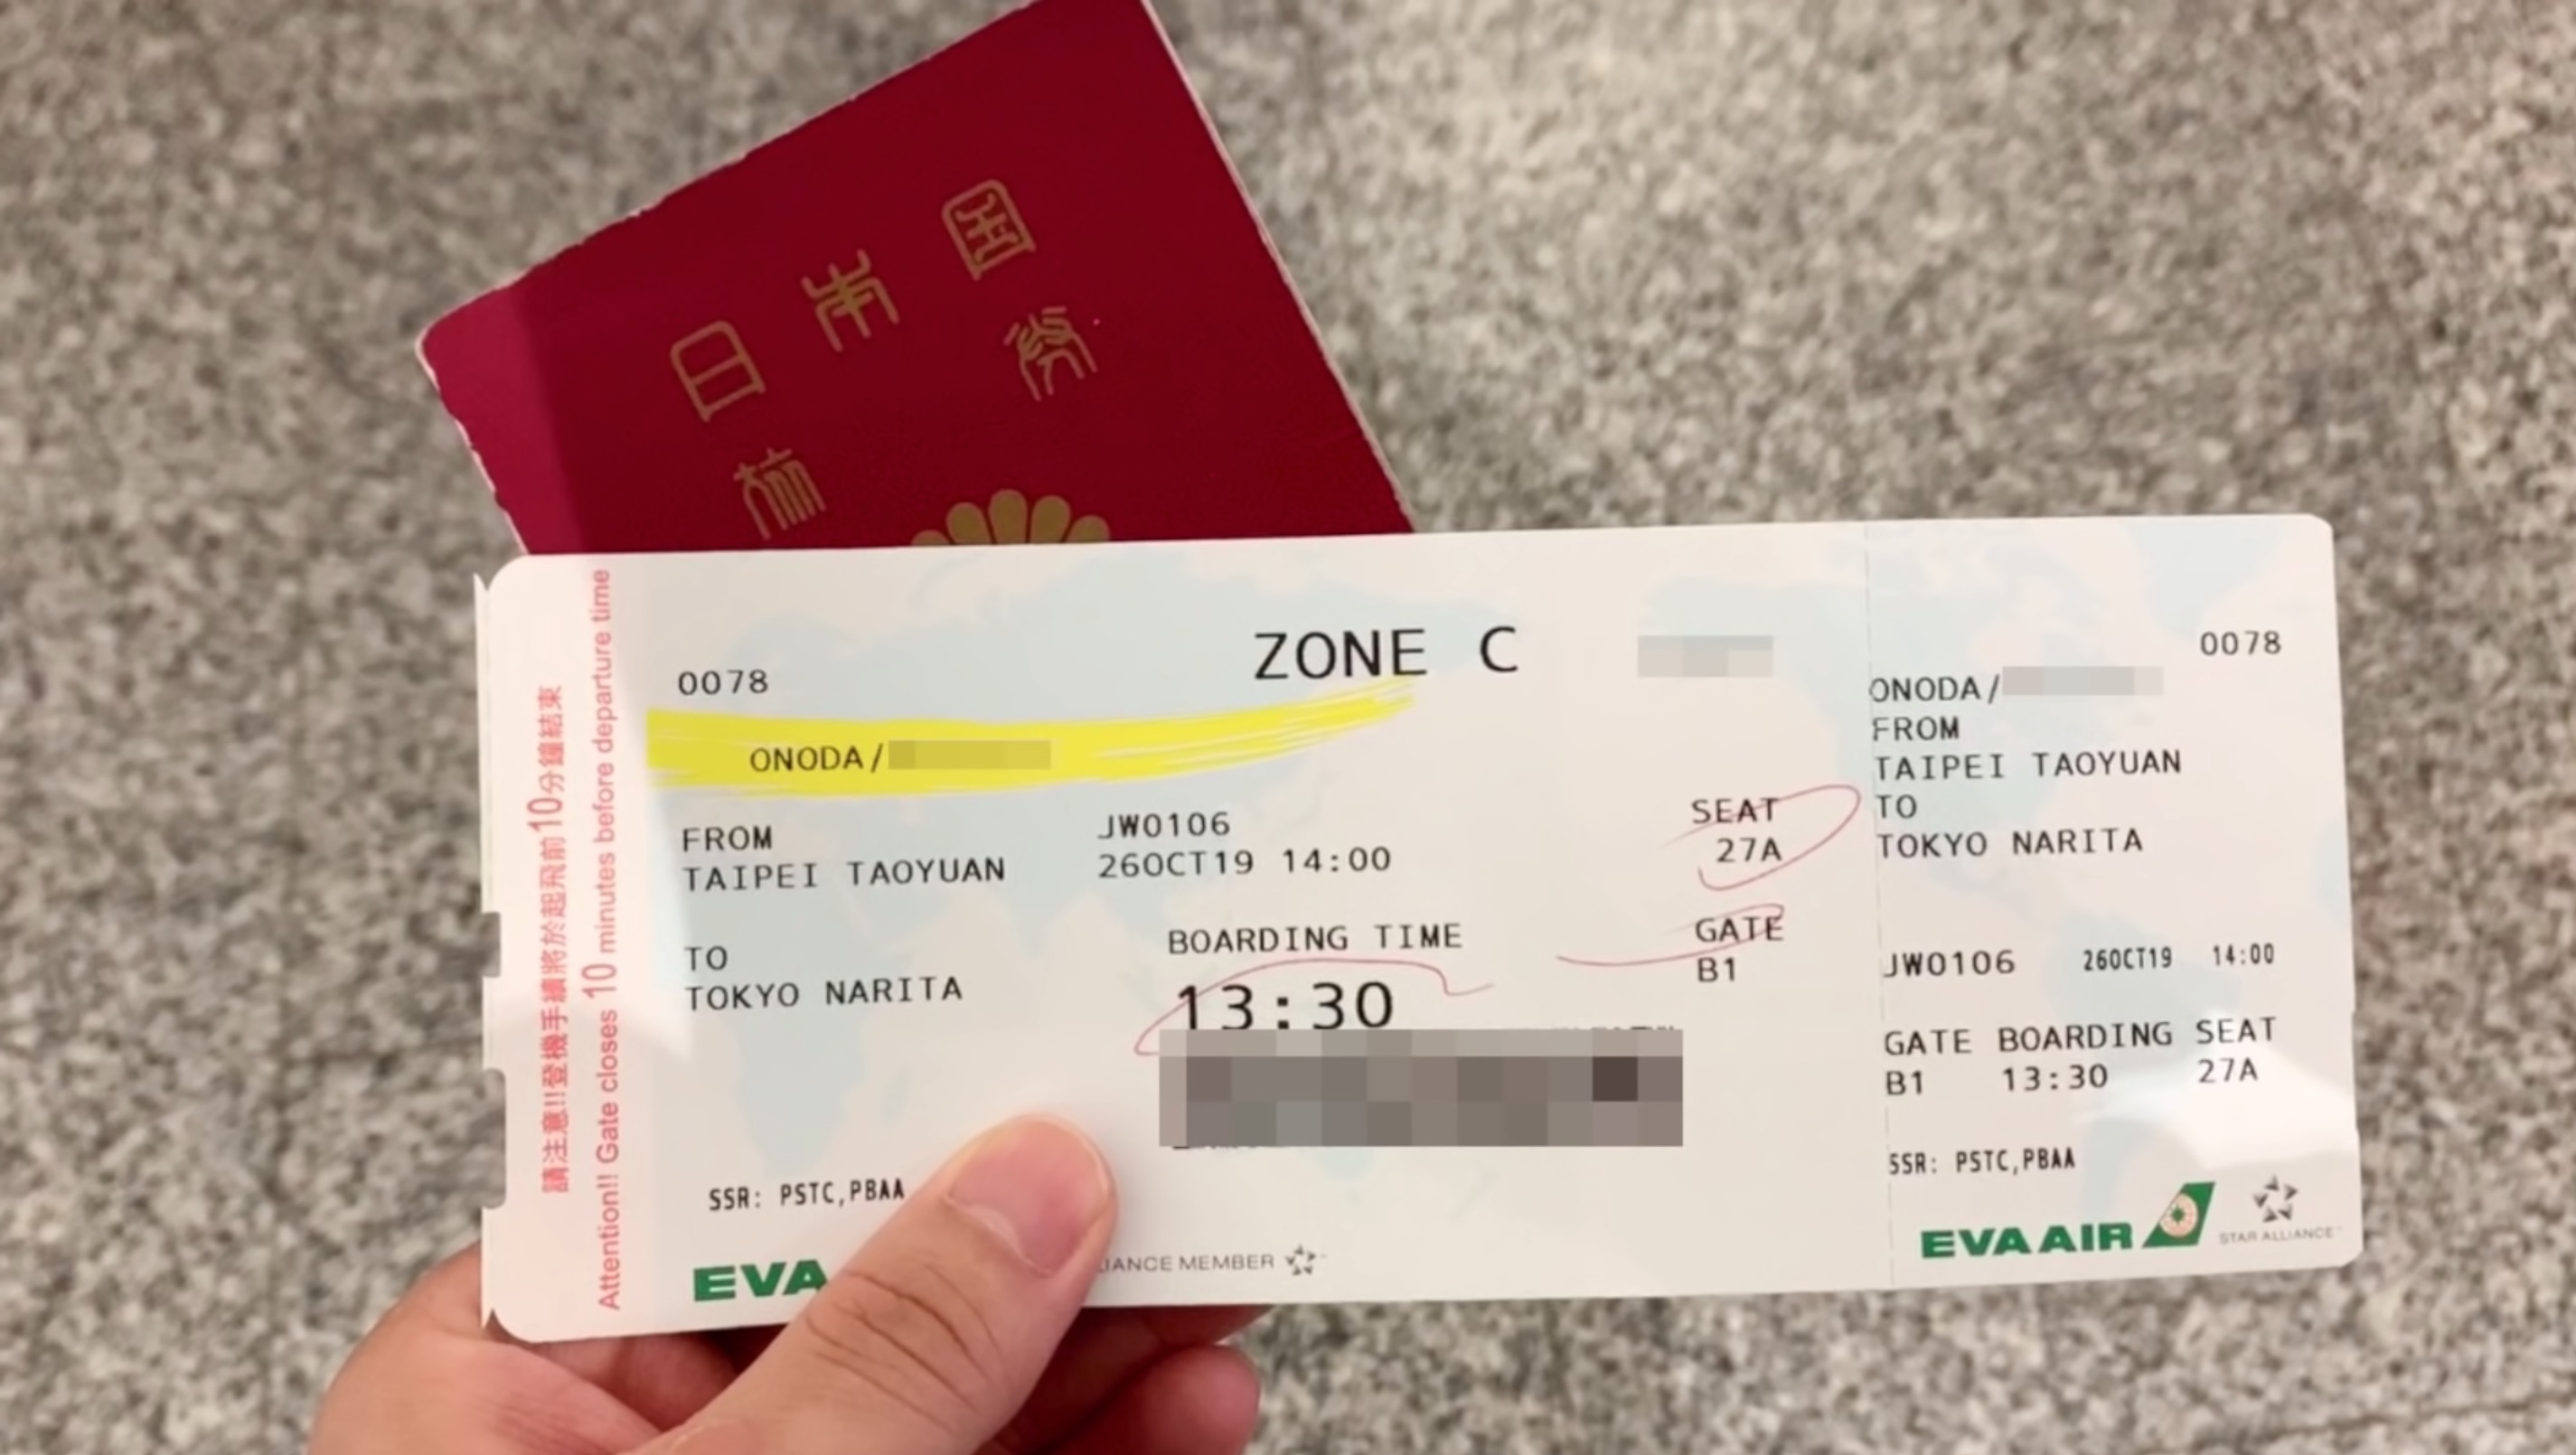 日本国
旅 務
請注意!!登機手續將於起飛前10分鐘結束
Attention!! Gate closes 10 minutes before departure time
0078
ZONE C
ONODA/
FROM
TAIPEI TAOYUAN
JW0106
26OCT19 14:00
SEAT
27A
TO
TOKYO NARITA
BOARDING TIME
13:30
GATE
B1
SSR: PSTC,PBAA
EVA
LIANCE MEMBER
0078
ONODA/
FROM
TAIPEI TAOYUAN
TO
TOKYO NARITA
JW0106 26OCT19 14:00
GATE BOARDING SEAT
B1 13:30 27A
SSR: PSTC,PBAA
EVA AIR
STAR ALLIANCE